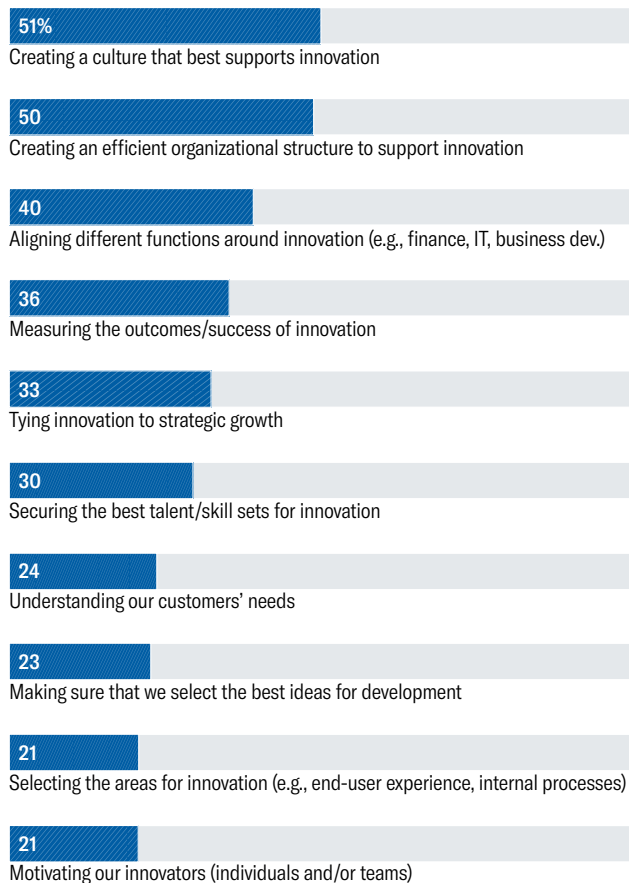 51%
Creating a culture that best supports innovation
50
Creating an efficient organizational structure to support innovation
40
Aligning different functions around innovation (e.g., finance, IT, business dev.)
36
Measuring the outcomes/success of innovation
33
Tying innovation to strategic growth
30
Securing the best talent/skill sets for innovation
24
Understanding our customers’ needs
23
Making sure that we select the best ideas for development
21
Selecting the areas for innovation (e.g., end-user experience, internal processes)
21
Motivating our innovators (individuals and/or teams)